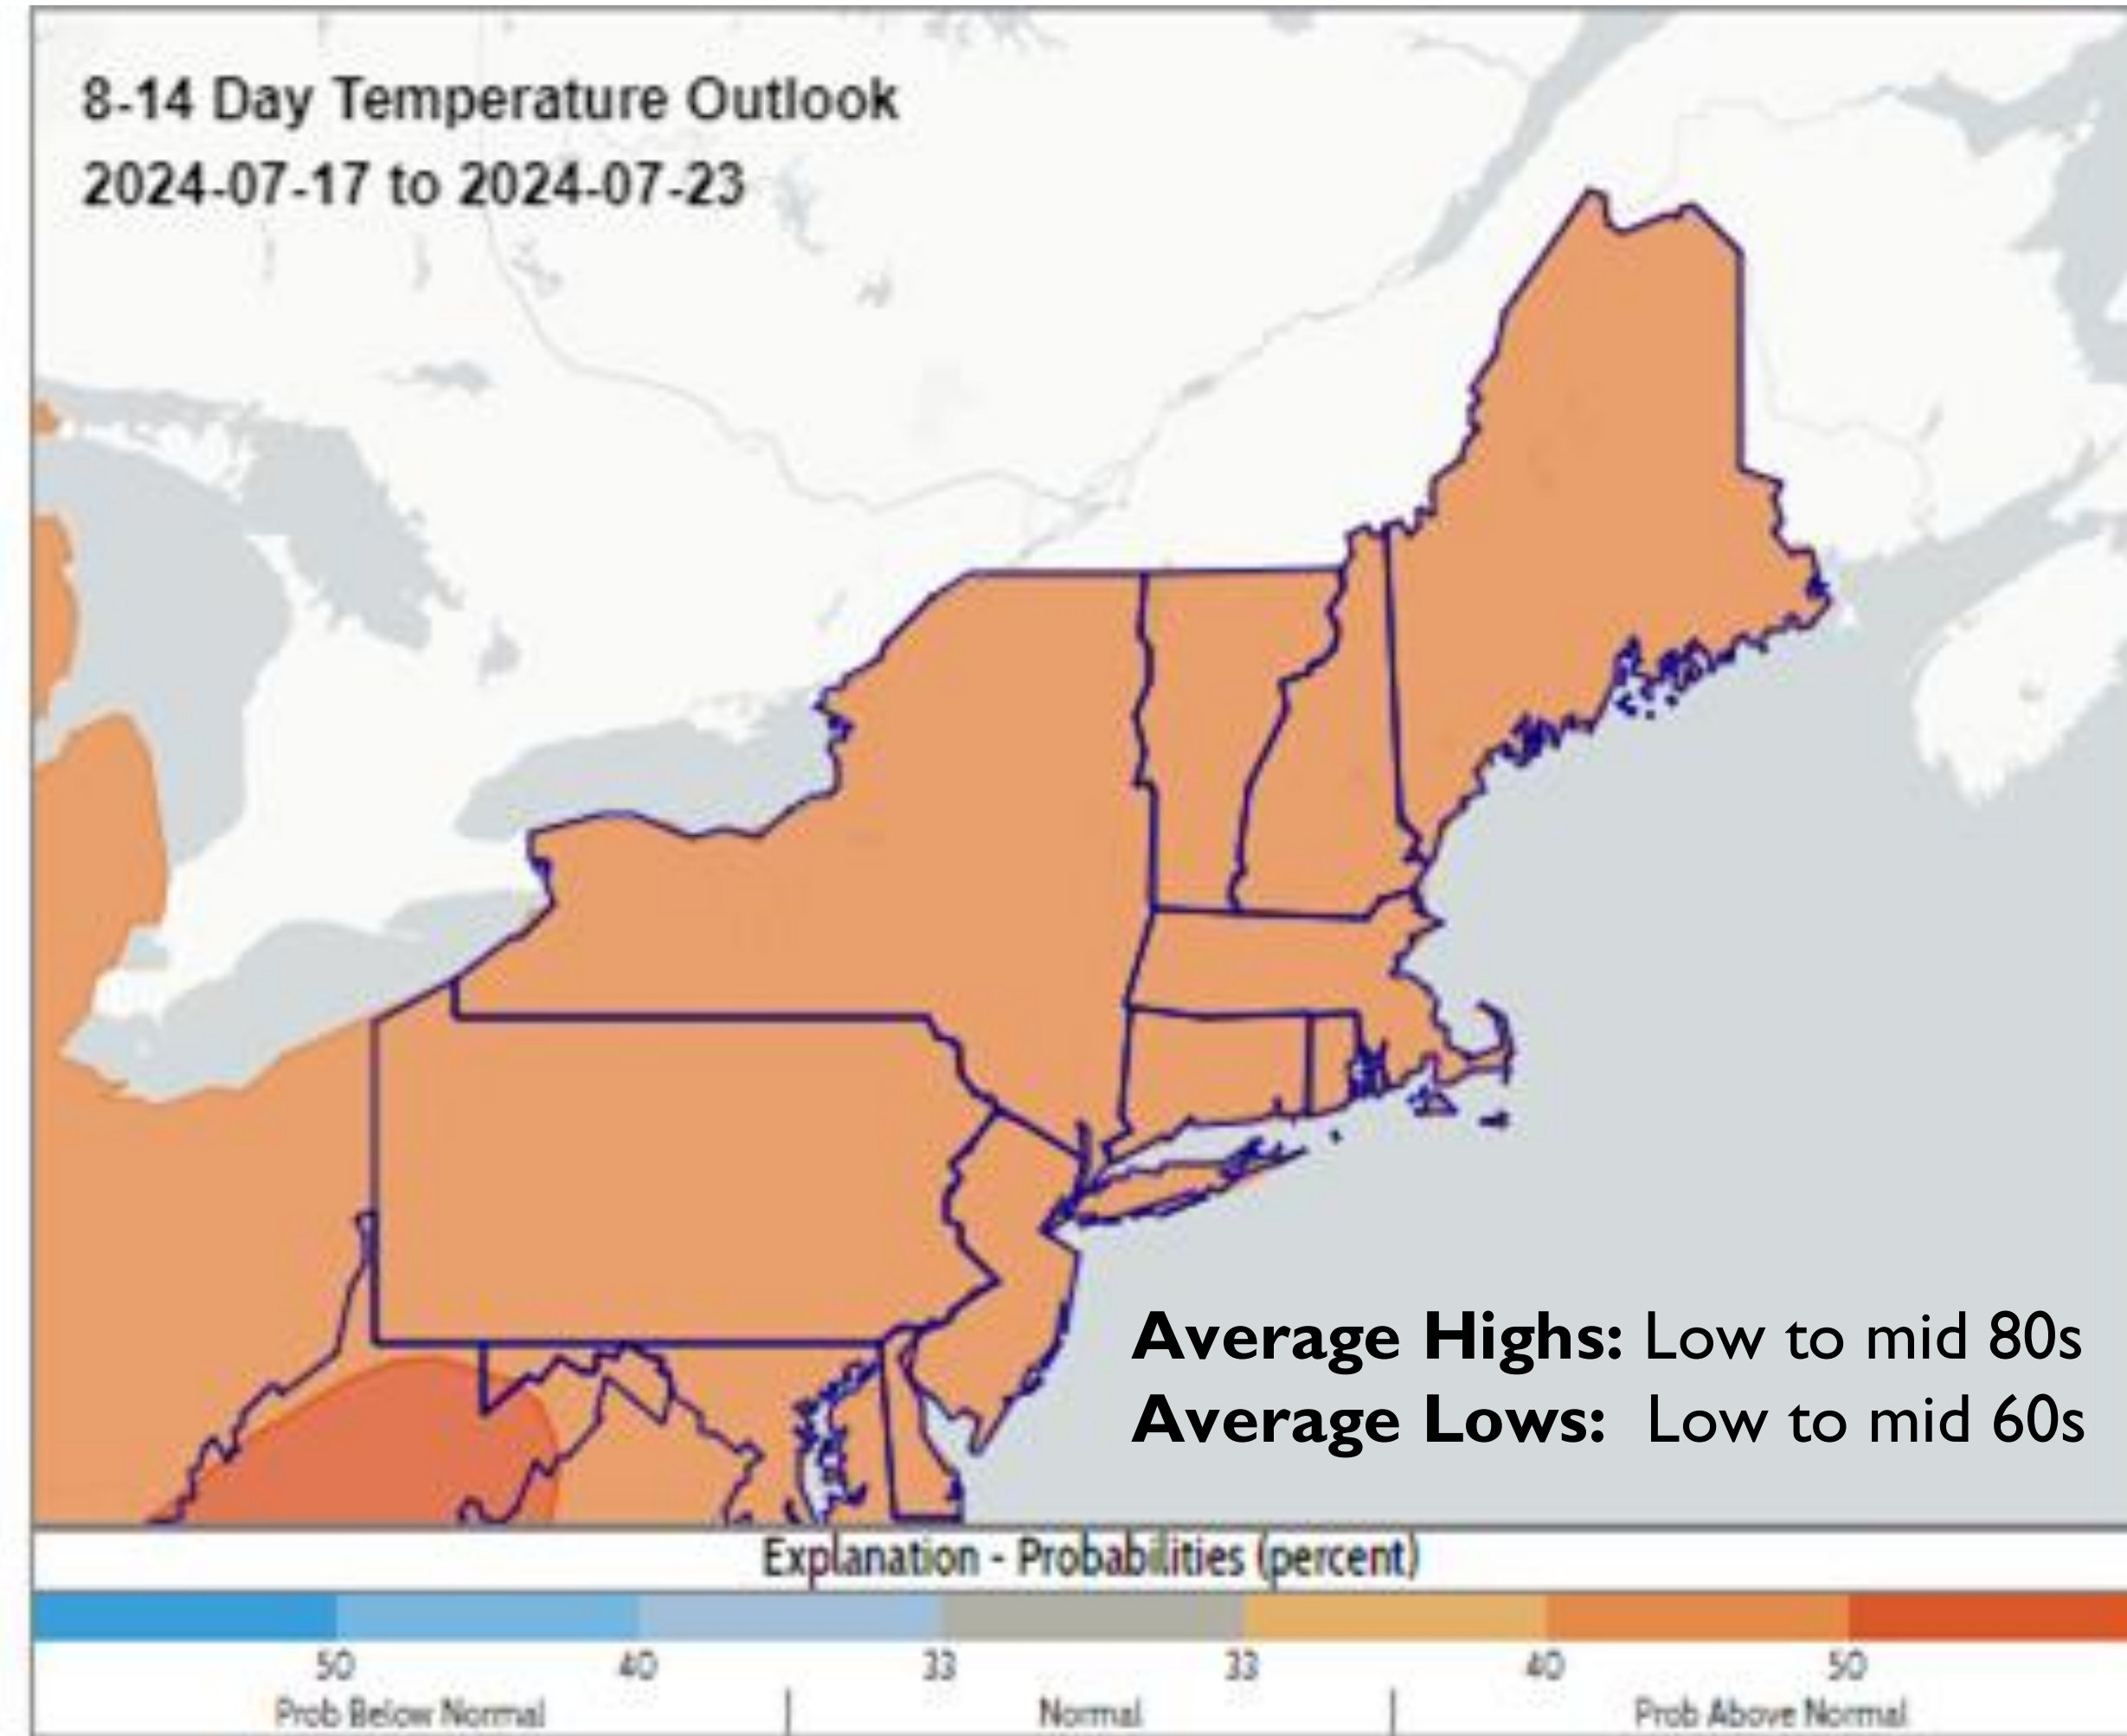 8-14 Day Temperature Outlook
2024-07-17 to 2024-07-23
Average Highs: Low to mid 80s
Average Lows: Low to mid 60s
Explanation - Probabilities (percent)
50 40 33 33 40 50
Prob Below Normal | Normal | Prob Above Normal